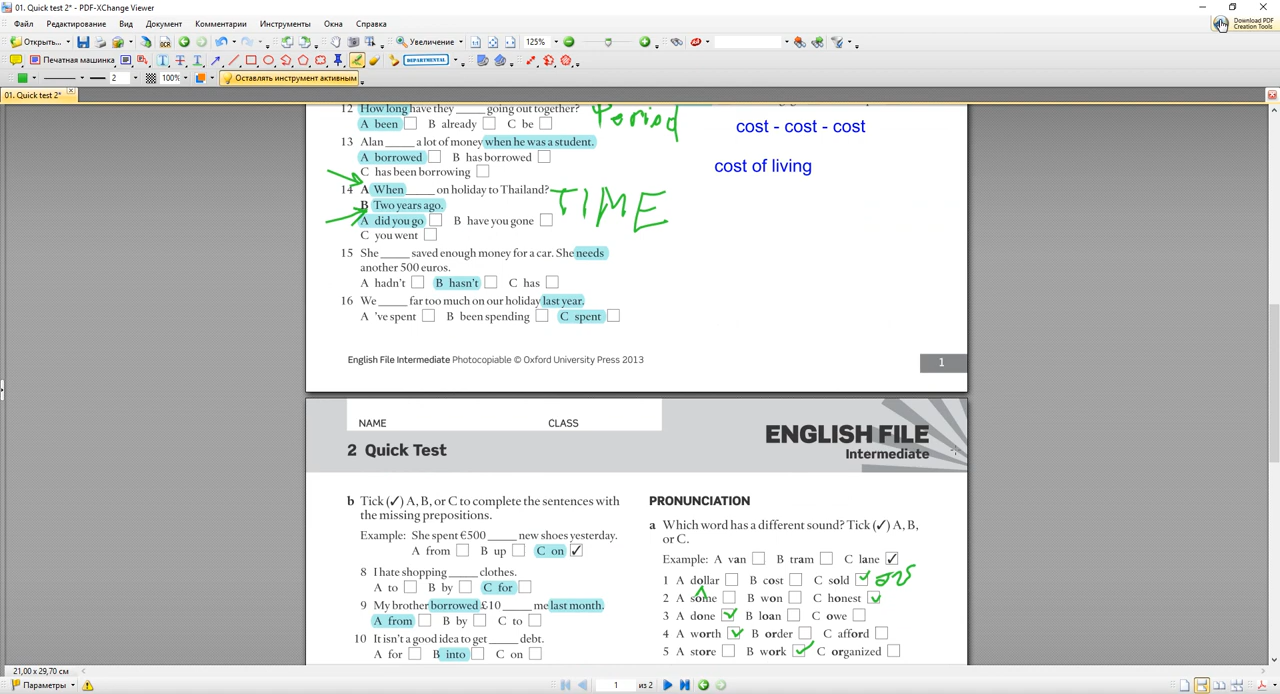 01. Quick test 2* - PDF-XChange Viewer
Файл Редактирование Вид Документ Комментарии Инструменты Окна Справка
Download PDF Creation Tools
Открыть... OCR Увеличение 125%
Печатная машинка DEPARTMENTAL
2 100% Оставлять инструмент активным
01. Quick test 2*
12 How long have they _____ going out together?
A been B already C be
Period
13 Alan _____ a lot of money when he was a student.
A borrowed B has borrowed
C has been borrowing
14 A When _____ on holiday to Thailand?
B Two years ago.
A did you go B have you gone
C you went
TIME
15 She _____ saved enough money for a car. She needs
another 500 euros.
A hadn't B hasn't C has
16 We _____ far too much on our holiday last year.
A 've spent B been spending C spent
cost - cost - cost
cost of living
English File Intermediate Photocopiable © Oxford University Press 2013
1
NAME CLASS
2 Quick Test
ENGLISH FILE
Intermediate
b Tick (✓) A, B, or C to complete the sentences with
the missing prepositions.
Example: She spent €500 _____ new shoes yesterday.
A from B up C on ✓
8 I hate shopping _____ clothes.
A to B by C for
9 My brother borrowed £10 _____ me last month.
A from B by C to
10 It isn't a good idea to get _____ debt.
A for B into C on
PRONUNCIATION
a Which word has a different sound? Tick (✓) A, B,
or C.
Example: A van B tram C lane ✓
1 A dollar B cost C sold ✓
2 A some B won C honest ✓
3 A done ✓ B loan C owe
4 A worth ✓ B order C afford
5 A store B work ✓ C organized
21,00 x 29,70 см
Параметры 1 из 2